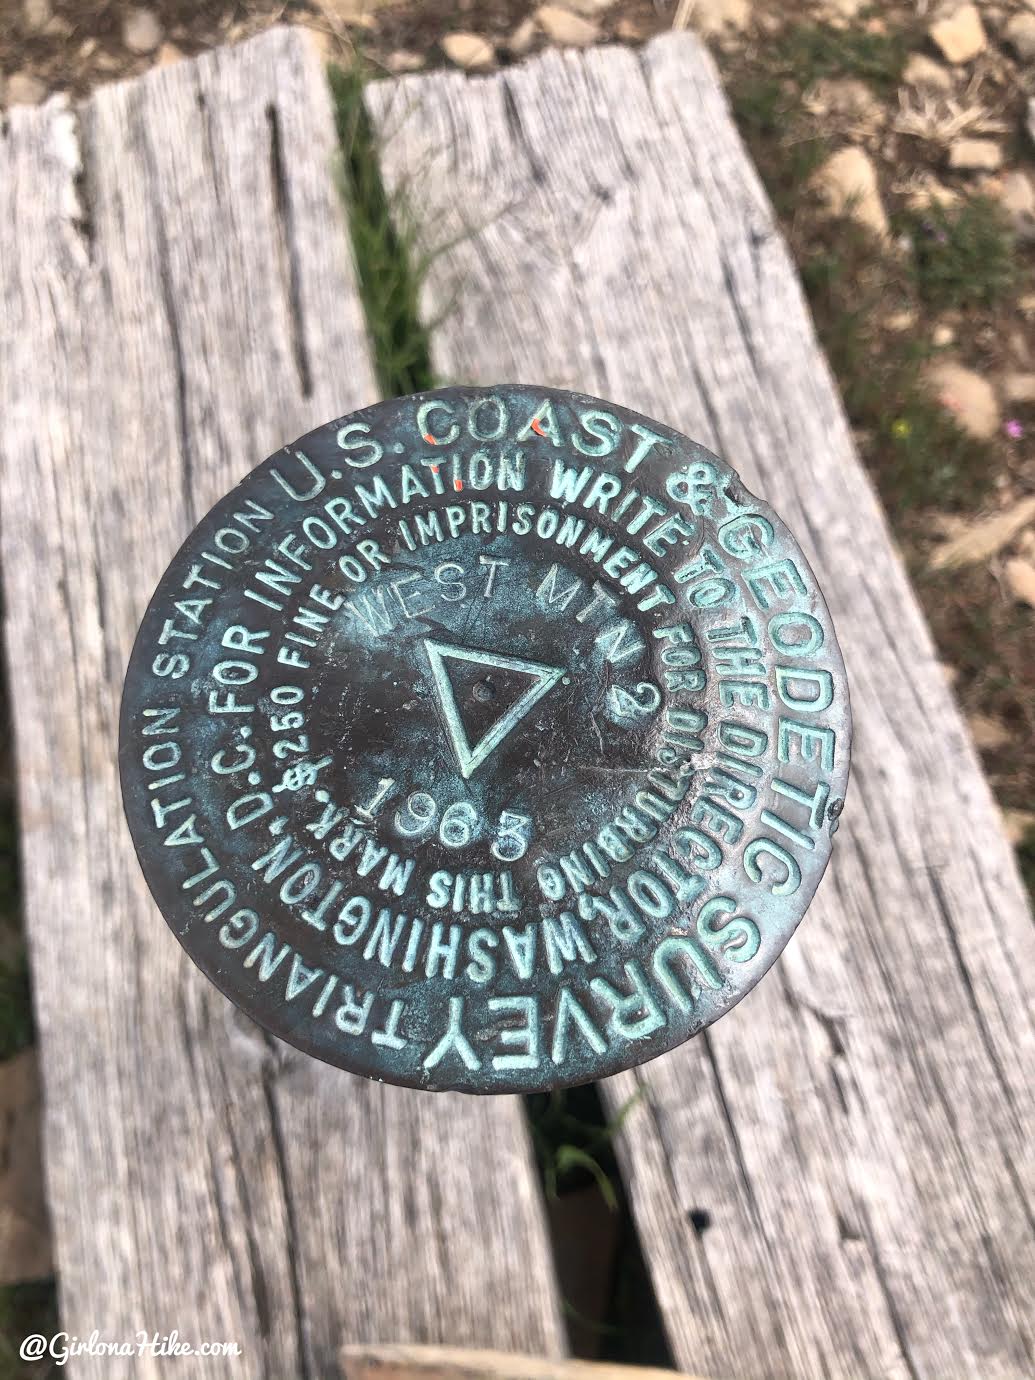 U.S. COAST & GEODETIC SURVEY TRIANGULATION STATION
FOR INFORMATION WRITE TO THE DIRECTOR, WASHINGTON, D.C.
$250 FINE OR IMPRISONMENT FOR DISTURBING THIS MARK.
WEST MTN 2
1963
@GirlonaHike.com